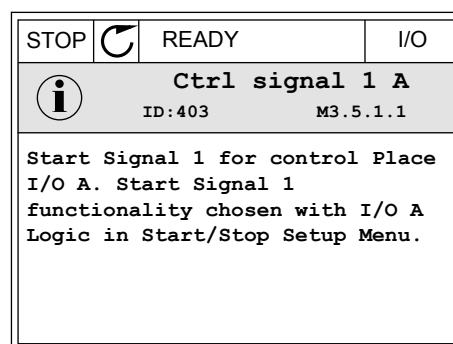 STOP READY I/O
Ctrl signal 1 A
ID:403 M3.5.1.1
Start Signal 1 for control Place
I/O A. Start Signal 1
functionality chosen with I/O A
Logic in Start/Stop Setup Menu.